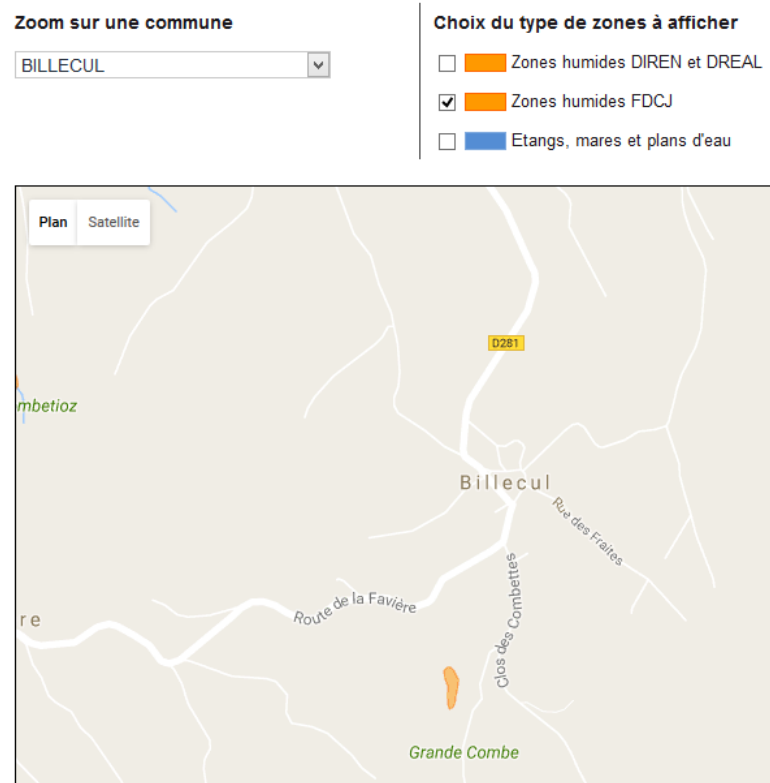 Zoom sur une commune
BILLECUL
Choix du type de zones à afficher
Zones humides DIREN et DREAL
Zones humides FDCJ
Etangs, mares et plans d'eau
Plan
Satellite
D281
mbetioz
Billecul
Rue des Fraites
re
Route de la Favière
Clos des Combettes
Grande Combe